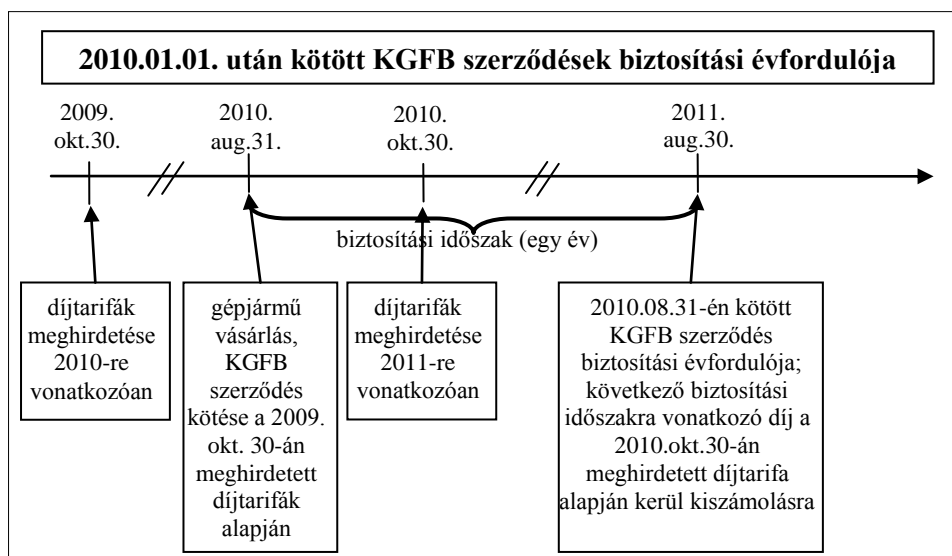 2010.01.01. után kötött KGFB szerződések biztosítási évfordulója
2009.
okt.30.
2010.
aug.31.
2010.
okt.30.
2011.
aug.30.
biztosítási időszak (egy év)
díjtarifák
meghirdetése
2010-re
vonatkozóan
gépjármű
vásárlás,
KGFB
szerződés
kötése a 2009.
okt. 30-án
meghirdetett
díjtarifák
alapján
díjtarifák
meghirdetése
2011-re
vonatkozóan
2010.08.31-én kötött
KGFB szerződés
biztosítási évfordulója;
következő biztosítási
időszakra vonatkozó díj a
2010.okt.30-án
meghirdetett díjtarifa
alapján kerül kiszámolásra